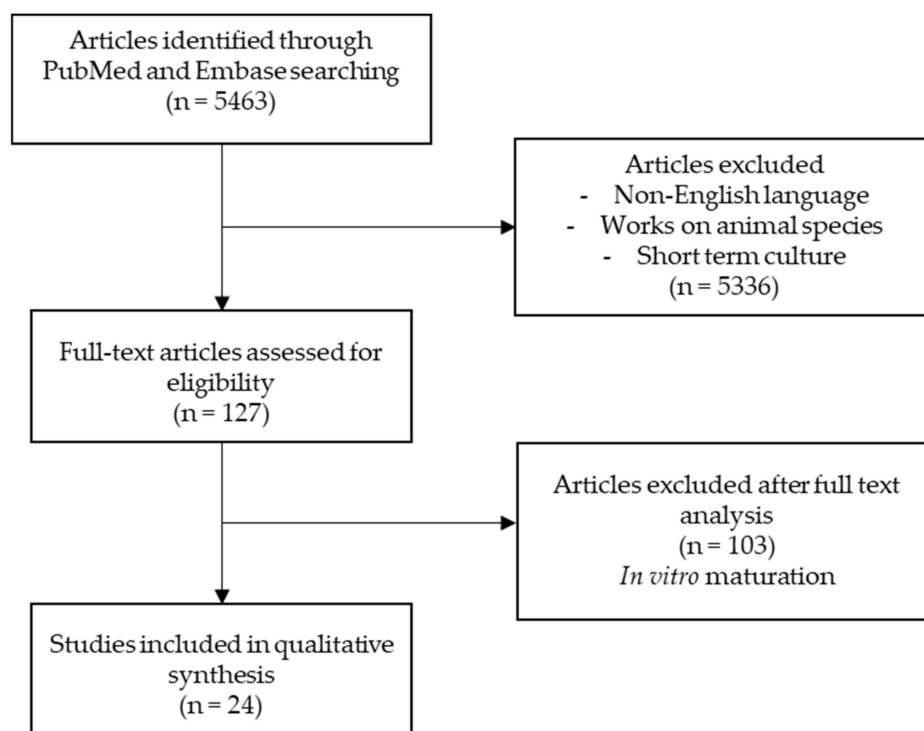 Articles identified through
PubMed and Embase searching
(n = 5463)
Articles excluded
- Non-English language
- Works on animal species
- Short term culture
(n = 5336)
Full-text articles assessed for
eligibility
(n = 127)
Articles excluded after full text
analysis
(n = 103)
In vitro maturation
Studies included in qualitative
synthesis
(n = 24)